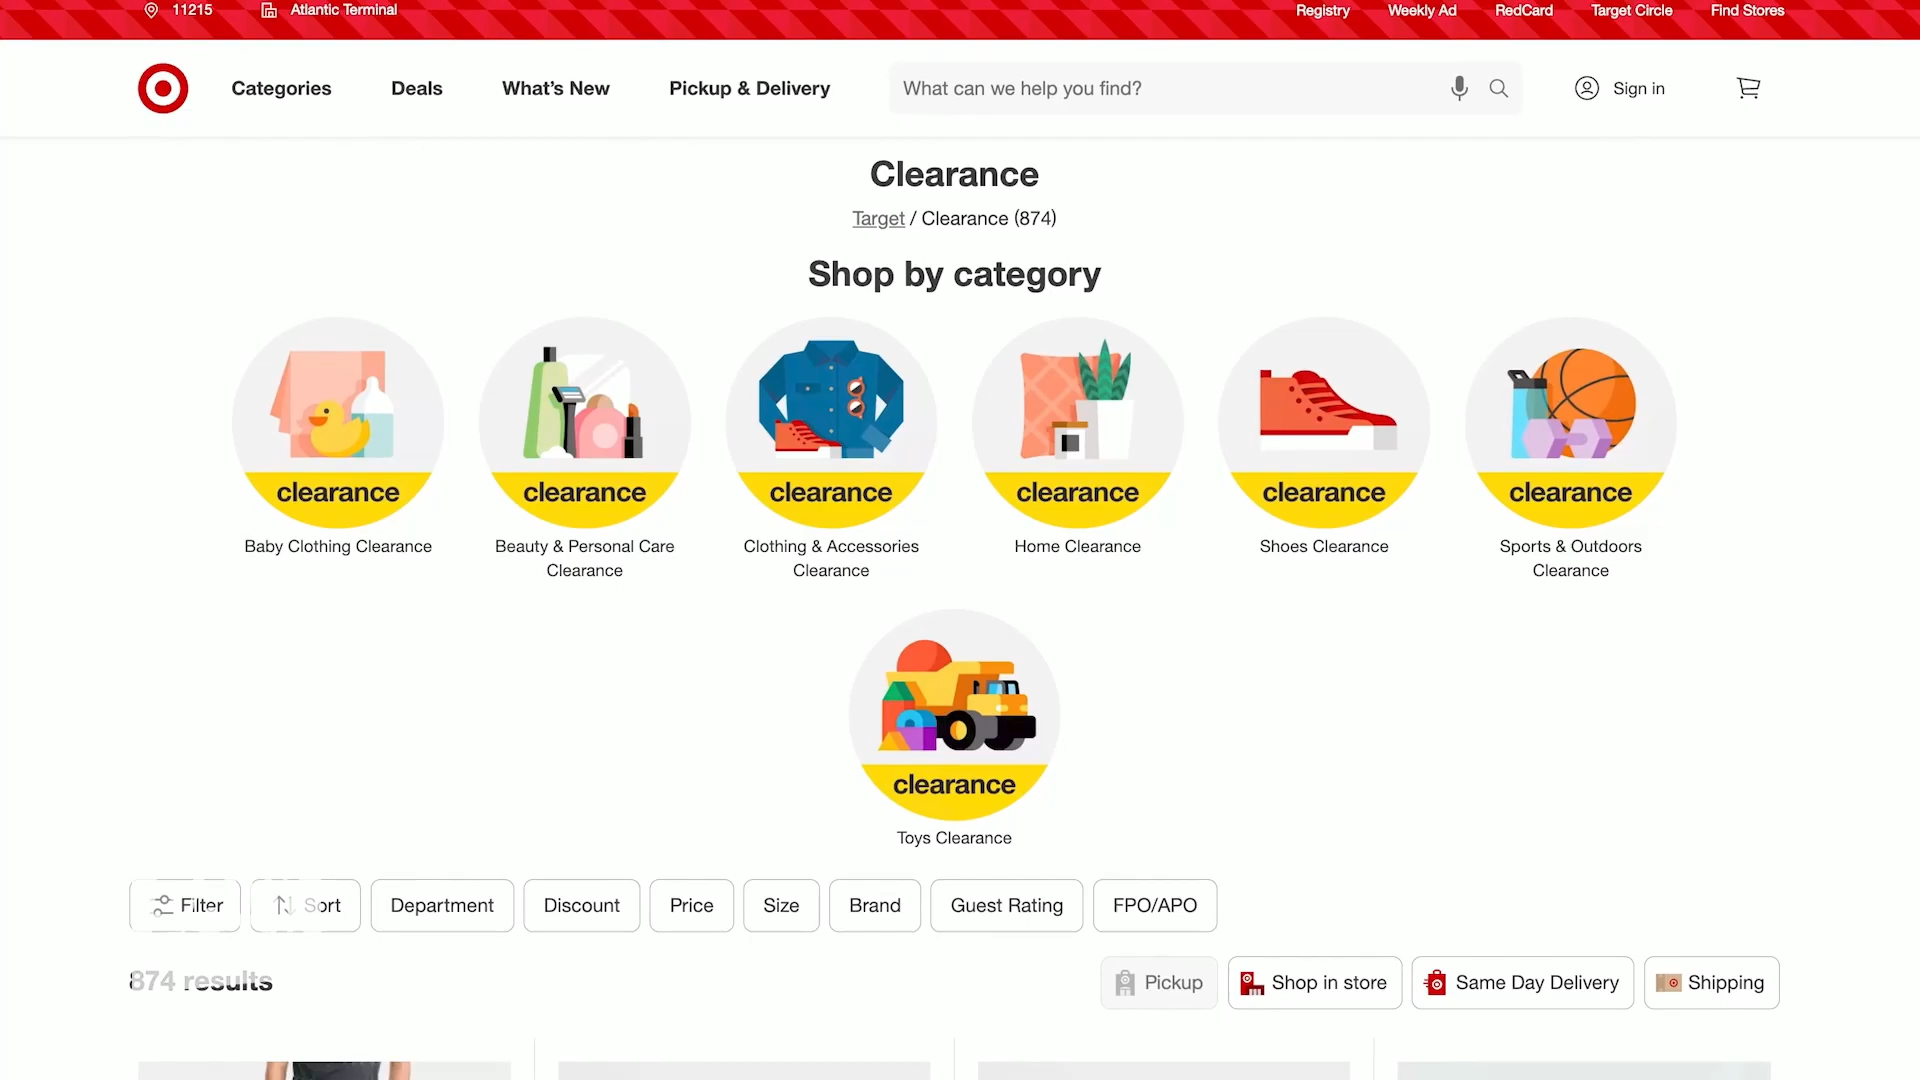 11215
Atlantic Terminal
Registry
Weekly Ad
RedCard
Target Circle
Find Stores
Categories
Deals
What's New
Pickup & Delivery
What can we help you find?
Sign in
Clearance
Target / Clearance (874)
Shop by category
clearance
clearance
clearance
clearance
clearance
clearance
Baby Clothing Clearance
Beauty & Personal Care
Clearance
Clothing & Accessories
Clearance
Home Clearance
Shoes Clearance
Sports & Outdoors
Clearance
clearance
Toys Clearance
Filter
Sort
Department
Discount
Price
Size
Brand
Guest Rating
FPO/APO
874 results
Pickup
Shop in store
Same Day Delivery
Shipping